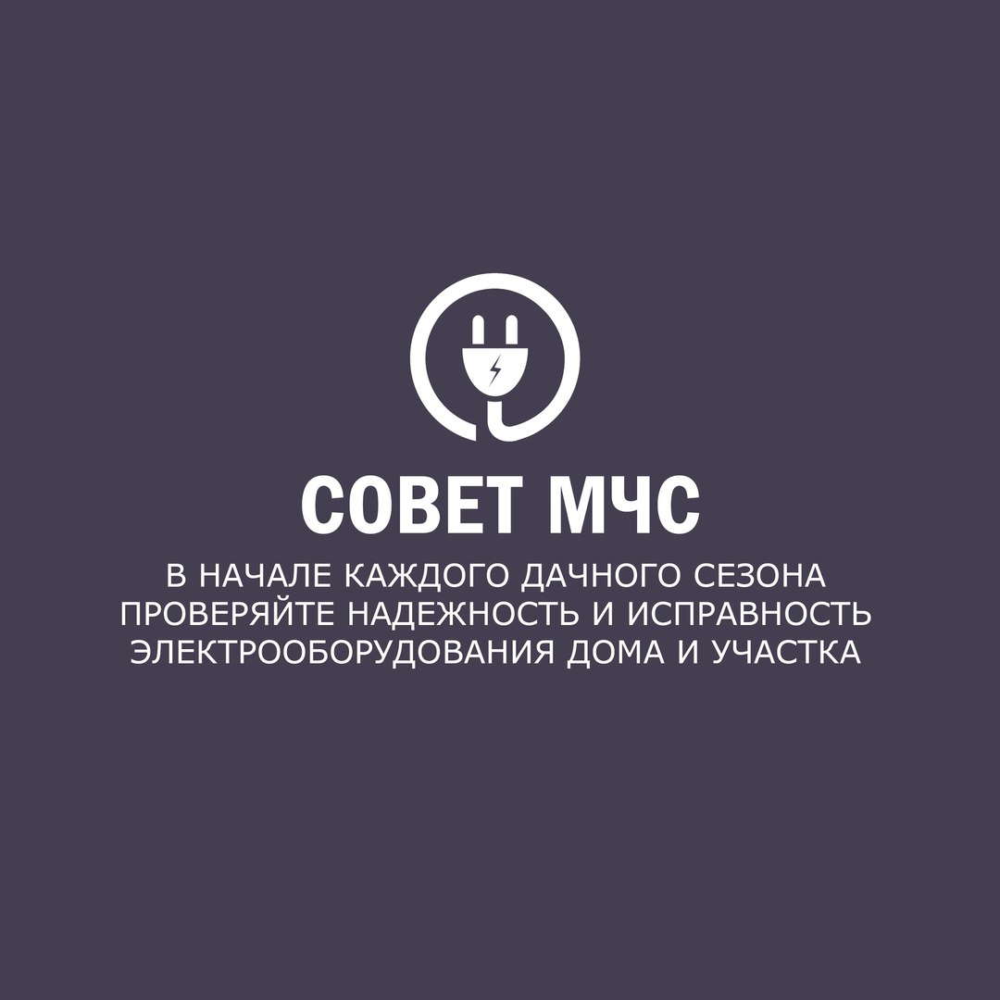 СОВЕТ МЧС
В НАЧАЛЕ КАЖДОГО ДАЧНОГО СЕЗОНА
ПРОВЕРЯЙТЕ НАДЕЖНОСТЬ И ИСПРАВНОСТЬ
ЭЛЕКТРООБОРУДОВАНИЯ ДОМА И УЧАСТКА